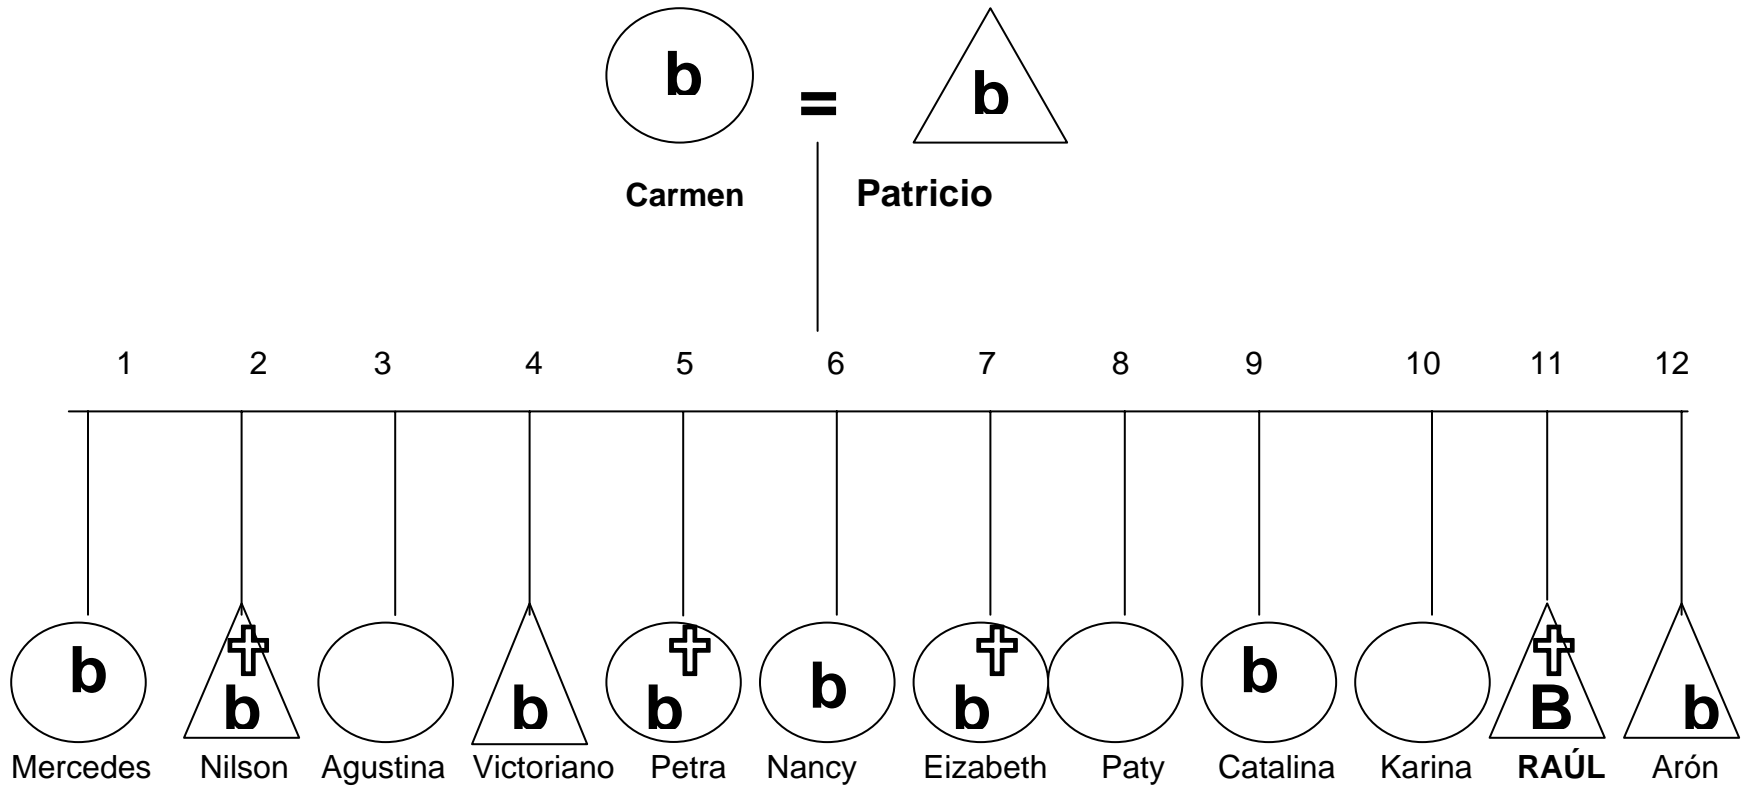 b = b
Carmen Patricio
1 2 3 4 5 6 7 8 9 10 11 12
b b b b b b b B b
Mercedes Nilson Agustina Victoriano Petra Nancy Eizabeth Paty Catalina Karina RAÚL Arón